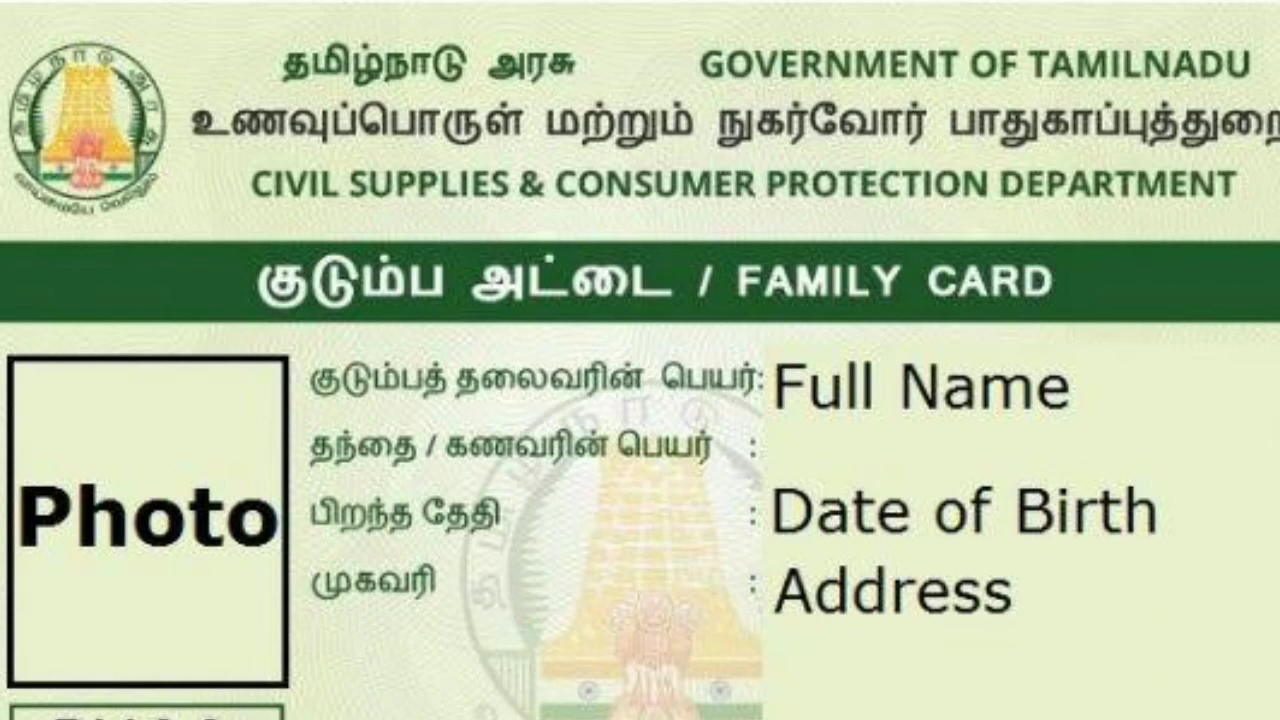 தமிழ்நாடு அரசு GOVERNMENT OF TAMILNADU
உணவுப்பொருள் மற்றும் நுகர்வோர் பாதுகாப்புத்துறை
CIVIL SUPPLIES & CONSUMER PROTECTION DEPARTMENT
குடும்ப அட்டை / FAMILY CARD
Photo
குடும்பத் தலைவரின் பெயர்: Full Name
தந்தை / கணவரின் பெயர் :
பிறந்த தேதி : Date of Birth
முகவரி : Address